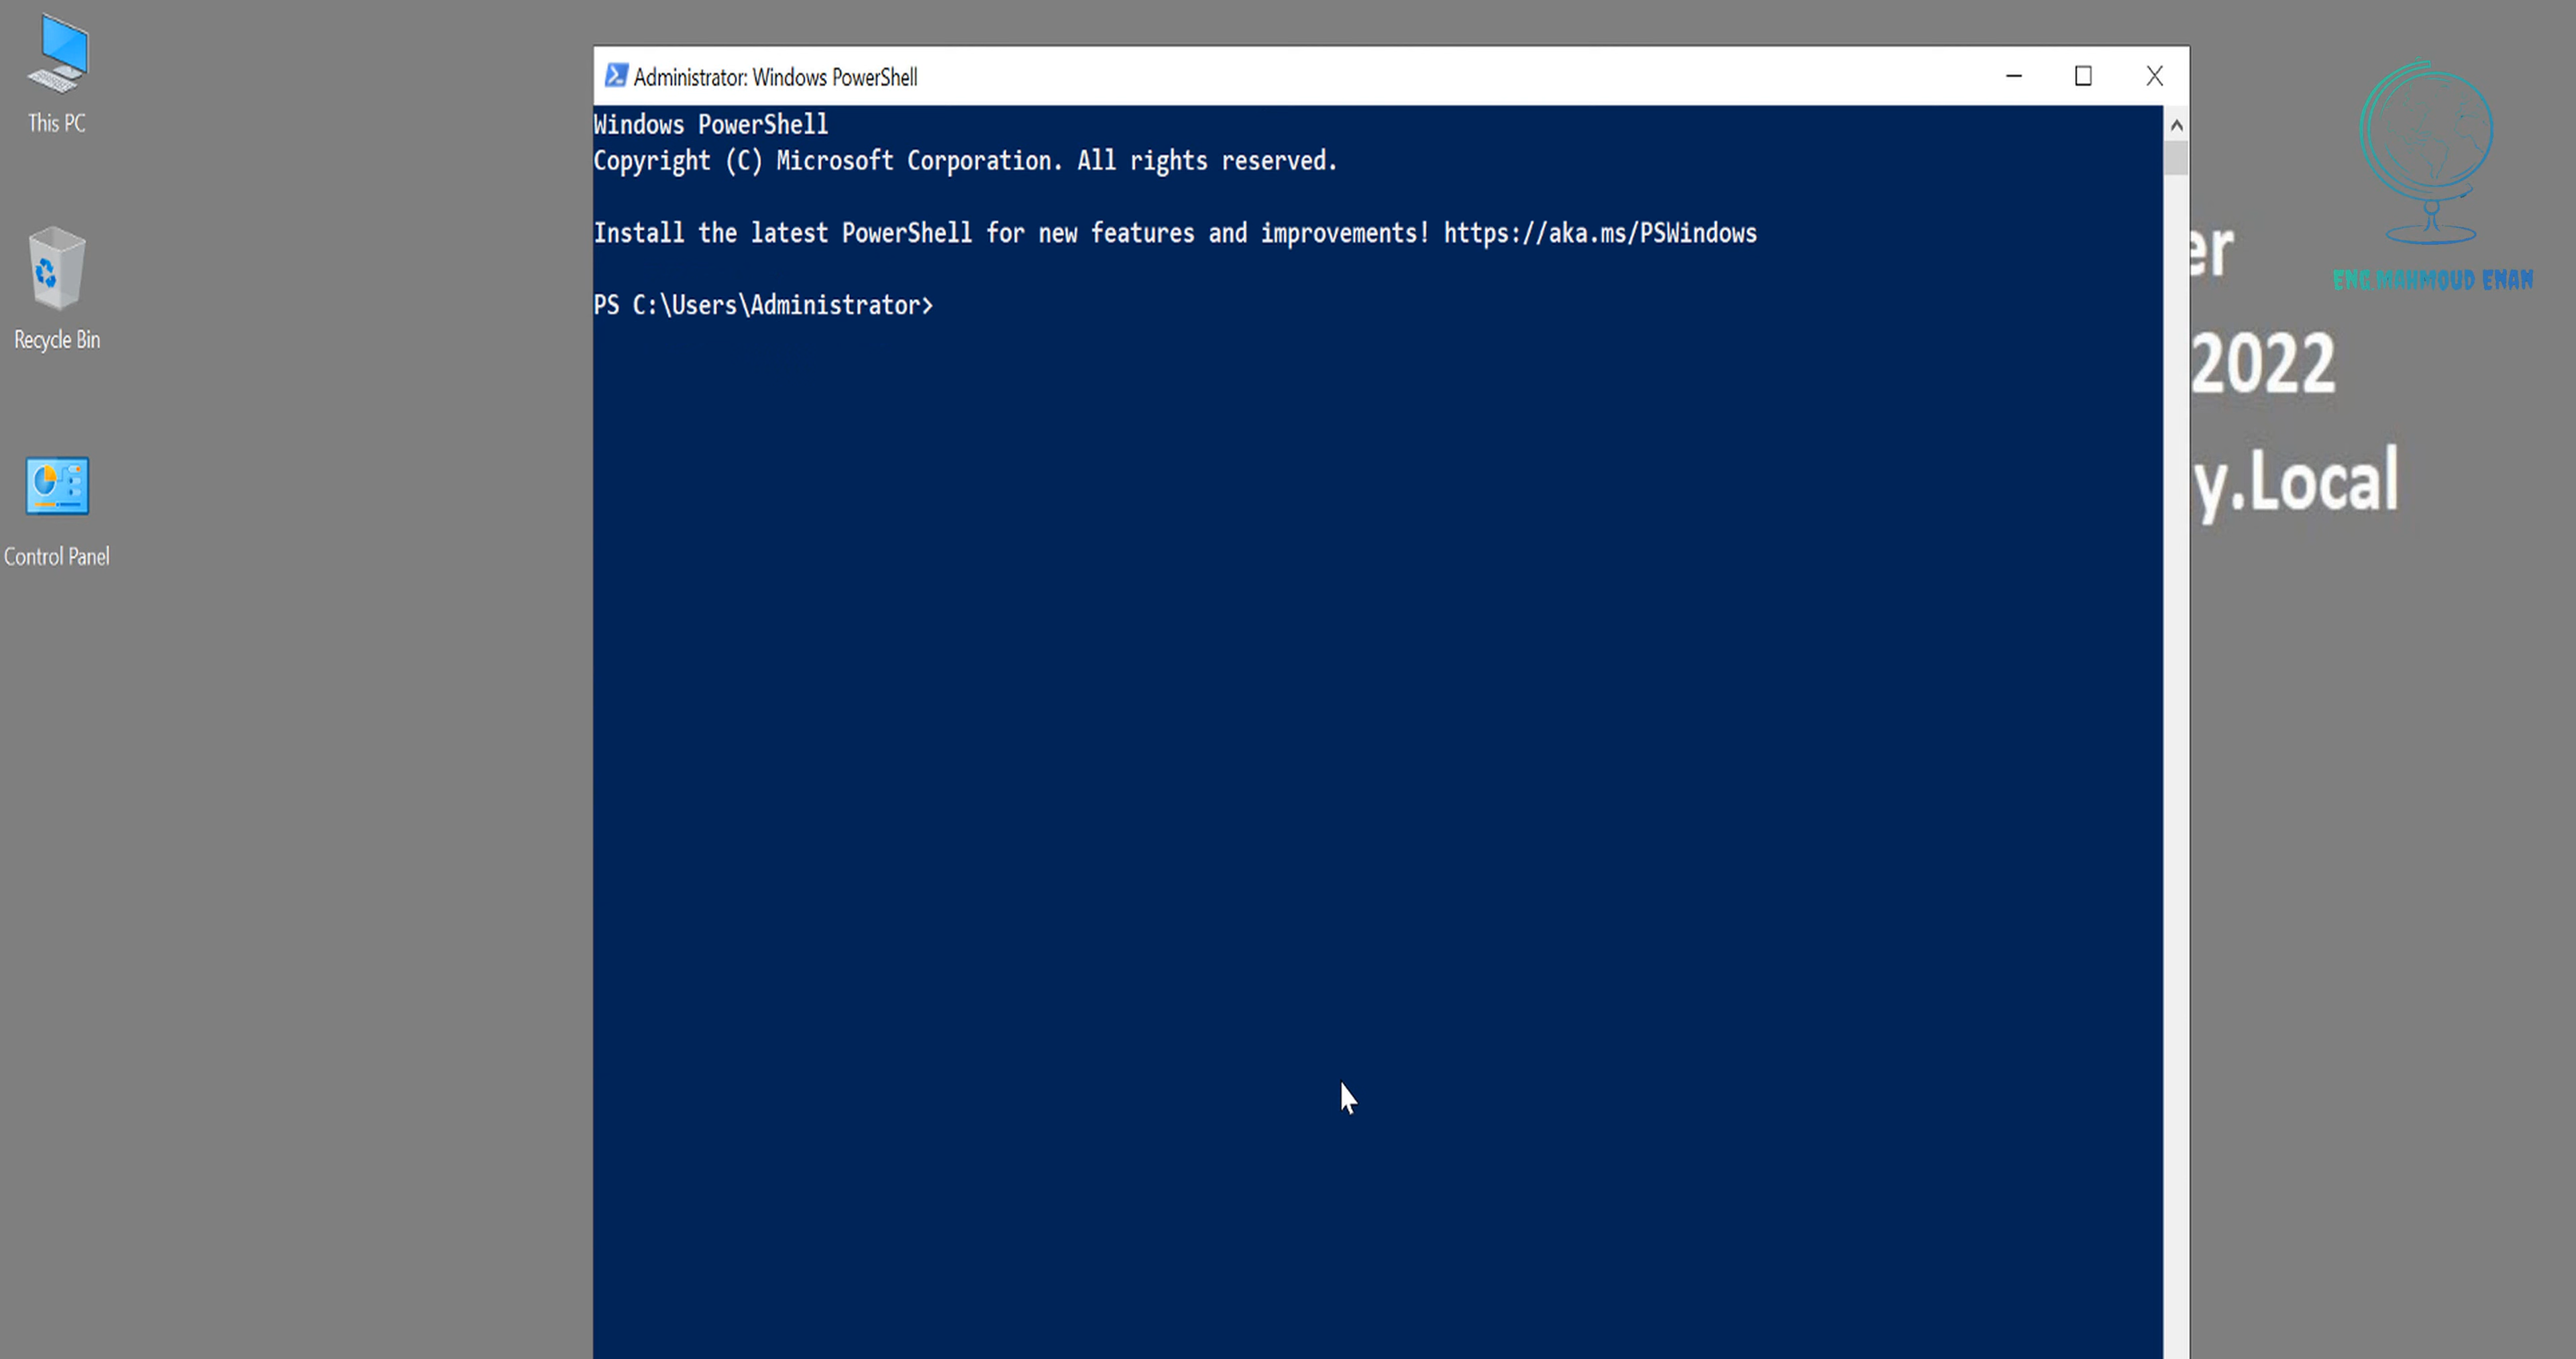 This PC
Recycle Bin
Control Panel
Administrator: Windows PowerShell
Windows PowerShell
Copyright (C) Microsoft Corporation. All rights reserved.
Install the latest PowerShell for new features and improvements! https://aka.ms/PSWindows
PS C:\Users\Administrator>
er
2022
y.Local
ENG.MAHMOUD ENAN